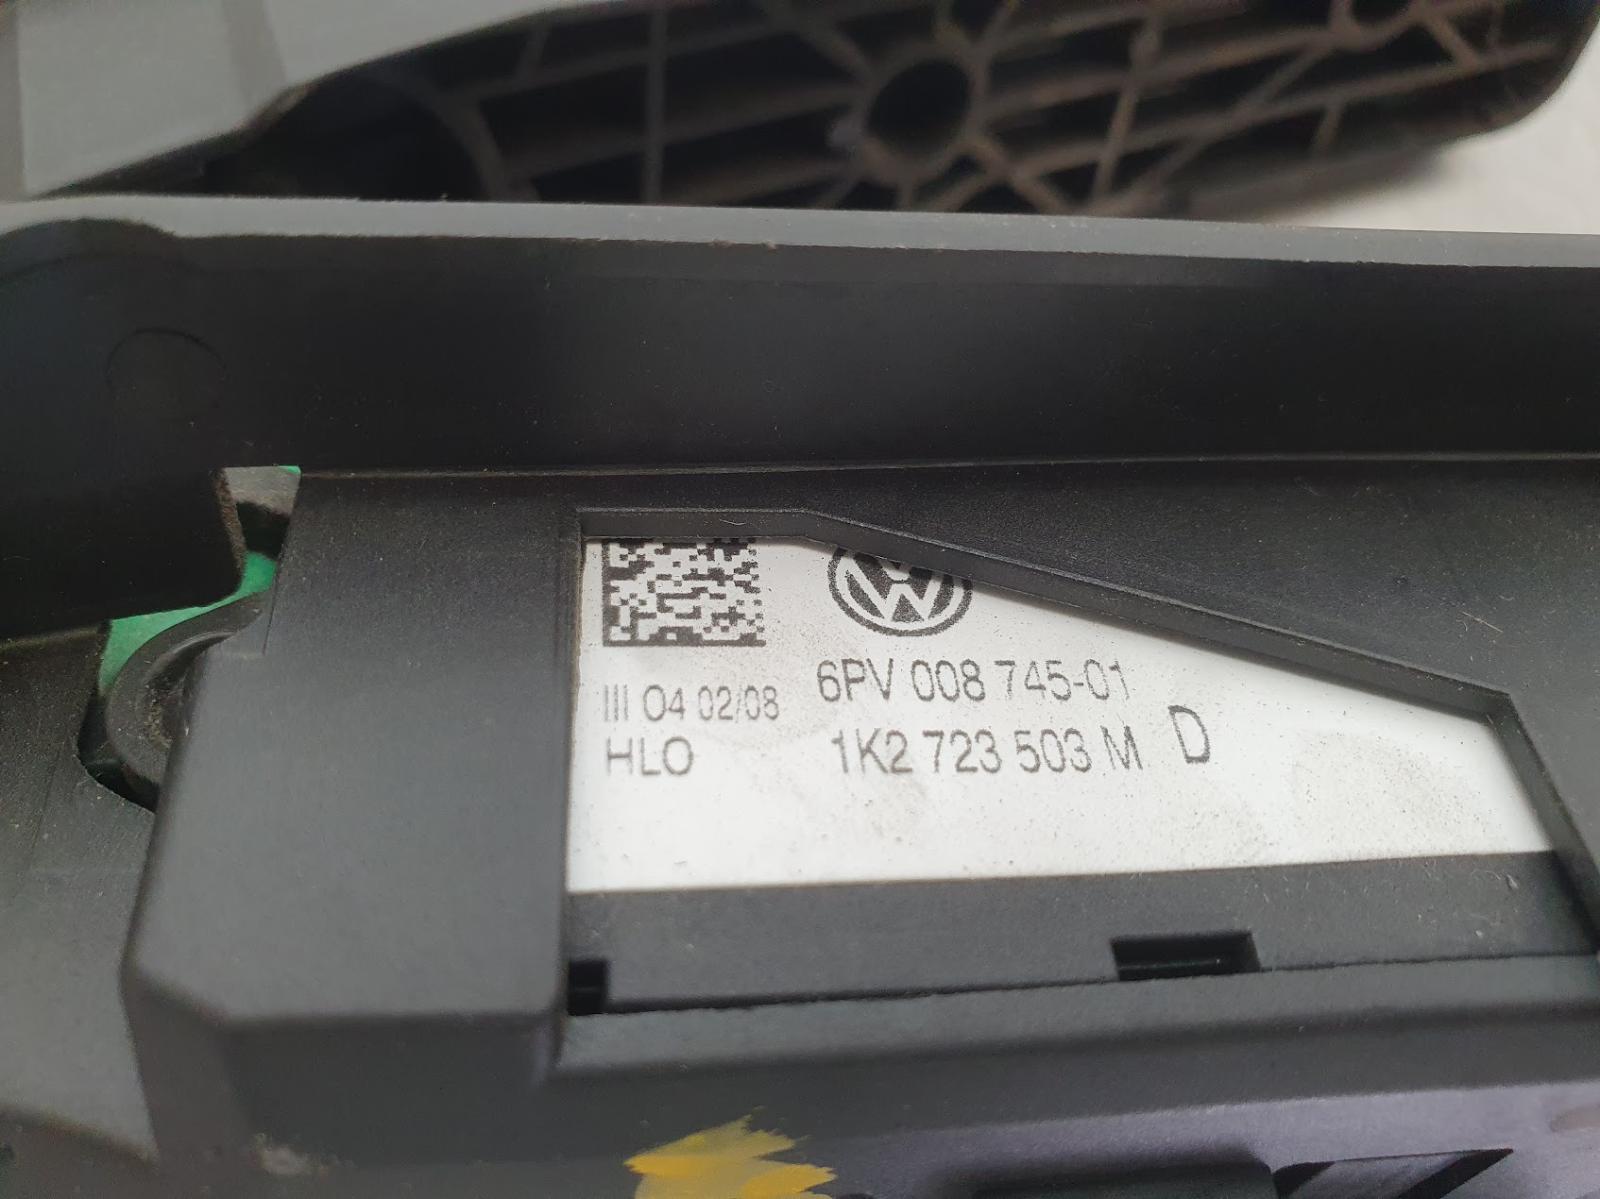 6PV 008 745-01
III 04 02/08
HLO 1K2 723 503 M D